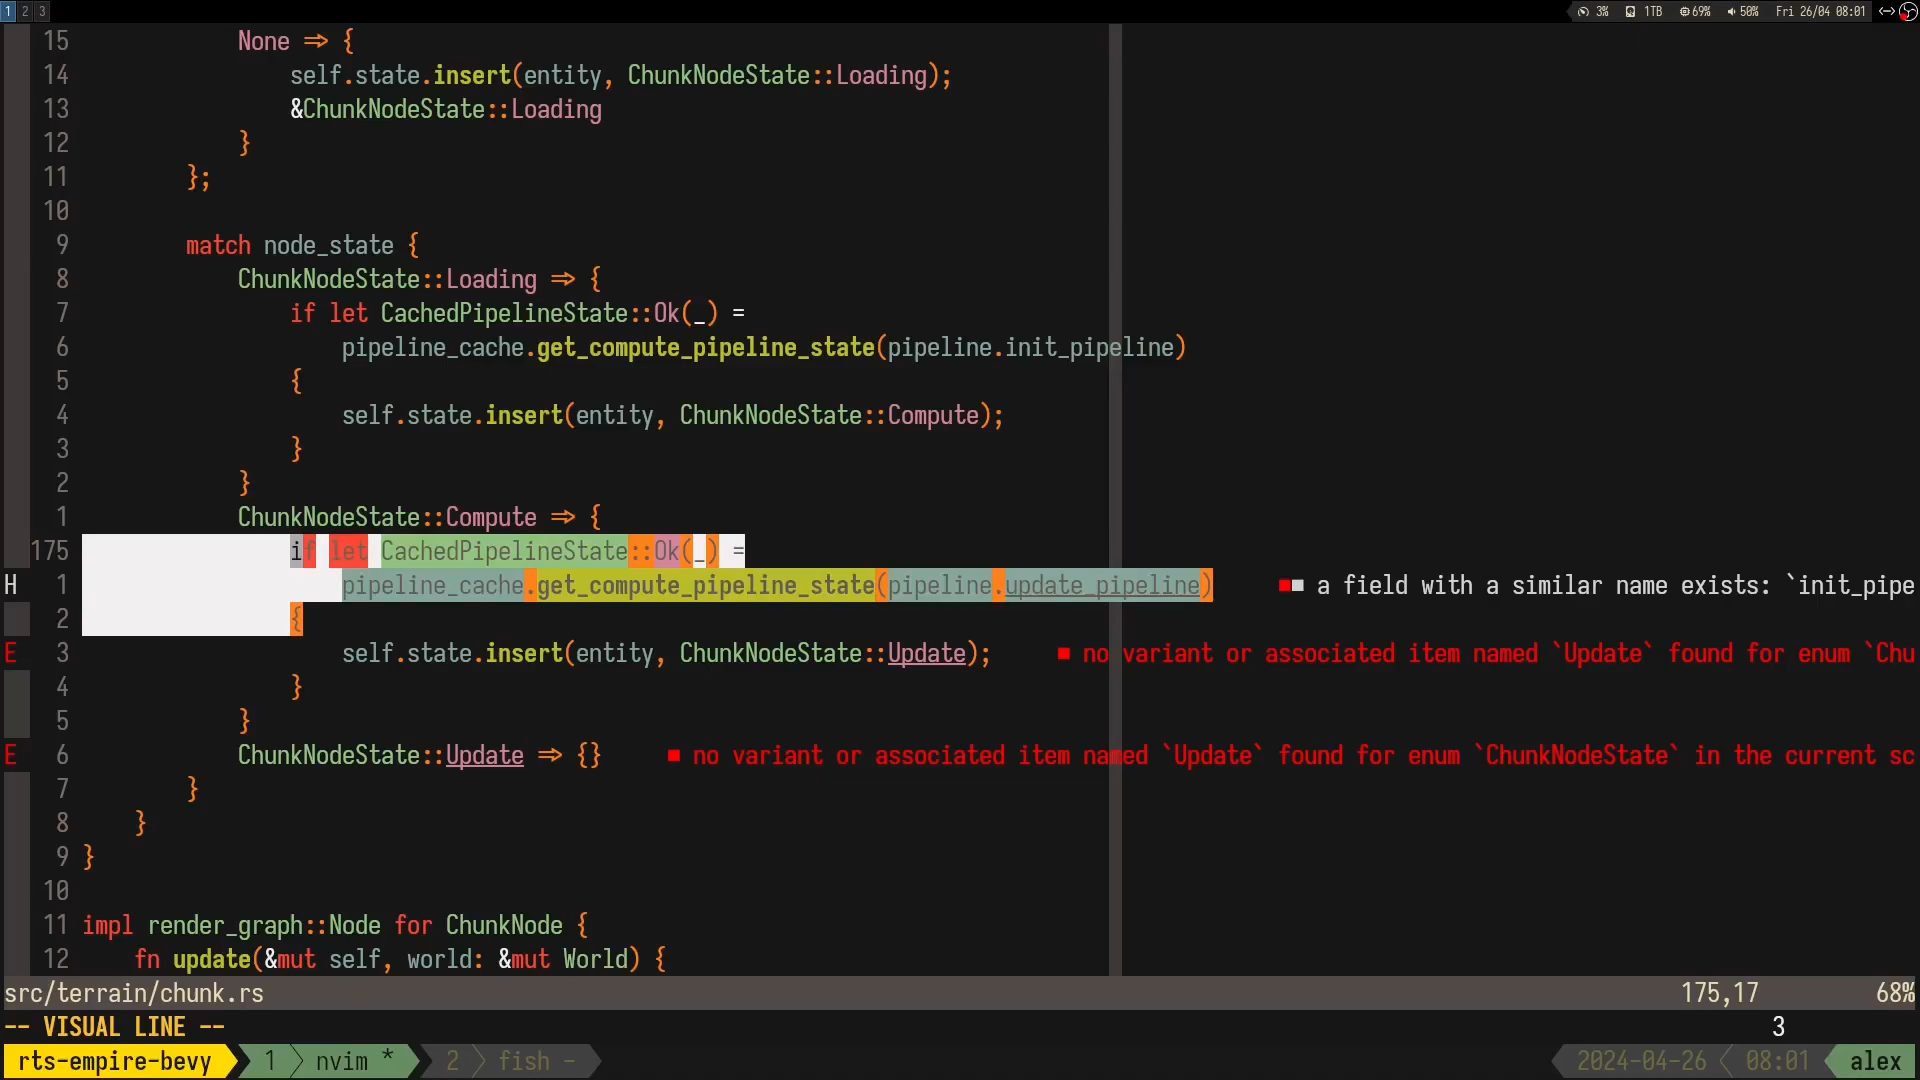 1 2 3 3% 1TB 69% 50% Fri 26/04 08:01
15 None => {
14 self.state.insert(entity, ChunkNodeState::Loading);
13 &ChunkNodeState::Loading
12 }
11 };
10
9 match node_state {
8 ChunkNodeState::Loading => {
7 if let CachedPipelineState::Ok(_) =
6 pipeline_cache.get_compute_pipeline_state(pipeline.init_pipeline)
5 {
4 self.state.insert(entity, ChunkNodeState::Compute);
3 }
2 }
1 ChunkNodeState::Compute => {
175 if let CachedPipelineState::Ok(_) =
H 1 pipeline_cache.get_compute_pipeline_state(pipeline.update_pipeline) ■■ a field with a similar name exists: `init_pipe
2 {
E 3 self.state.insert(entity, ChunkNodeState::Update); ■ no variant or associated item named `Update` found for enum `Chu
4 }
5 }
E 6 ChunkNodeState::Update => {} ■ no variant or associated item named `Update` found for enum `ChunkNodeState` in the current sc
7 }
8 }
9 }
10
11 impl render_graph::Node for ChunkNode {
12 fn update(&mut self, world: &mut World) {
src/terrain/chunk.rs 175,17 68%
-- VISUAL LINE -- 3
rts-empire-bevy 1 nvim * 2 fish - 2024-04-26 08:01 alex